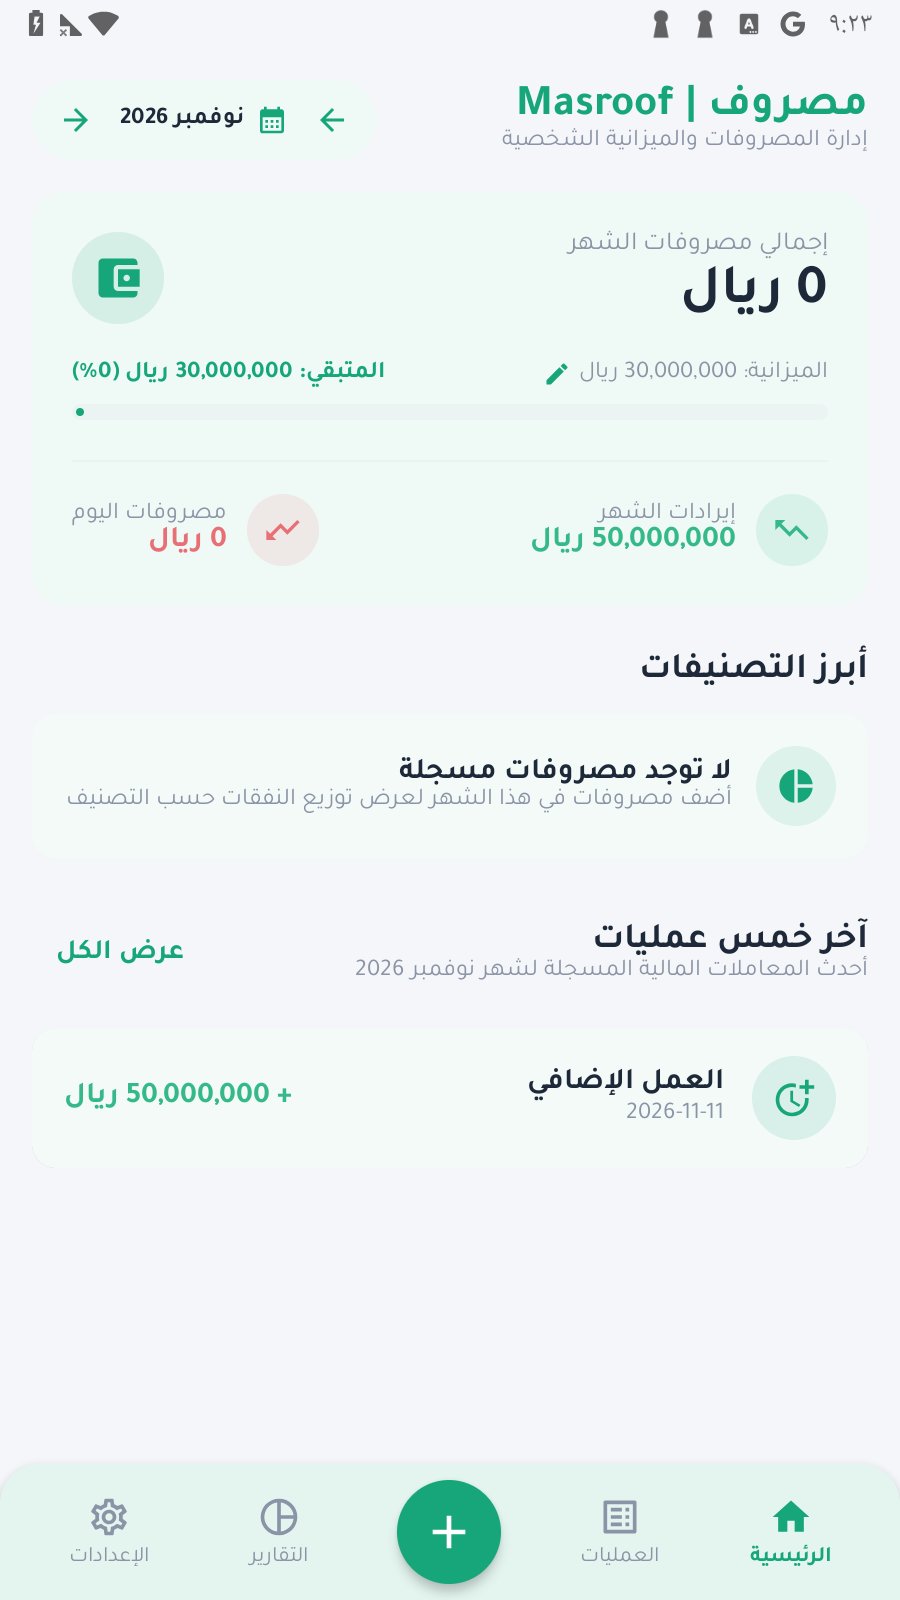 ٩:٢٣
مصروف | Masroof
إدارة المصروفات والميزانية الشخصية
نوفمبر 2026
إجمالي مصروفات الشهر
0 ريال
الميزانية: 30,000,000 ريال
المتبقي: 30,000,000 ريال (0%)
إيرادات الشهر
50,000,000 ريال
مصروفات اليوم
0 ريال
أبرز التصنيفات
لا توجد مصروفات مسجلة
أضف مصروفات في هذا الشهر لعرض توزيع النفقات حسب التصنيف
آخر خمس عمليات
أحدث المعاملات المالية المسجلة لشهر نوفمبر 2026
عرض الكل
العمل الإضافي
2026-11-11
+ 50,000,000 ريال
الرئيسية
العمليات
التقارير
الإعدادات